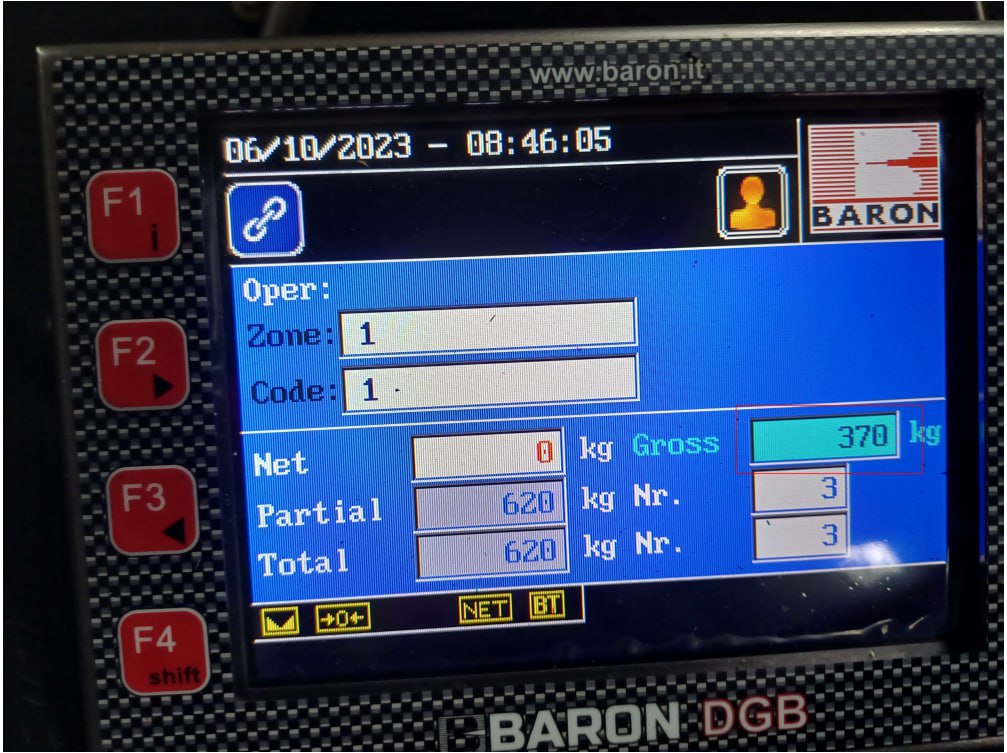 www.baron.it
06/10/2023 - 08:46:05
BARON
F1
i
Oper:
Zone: 1
F2
Code: 1
Net 0 kg Gross 370 kg
F3
Partial 620 kg Nr. 3
Total 620 kg Nr. 3
→0← NET BT
F4
shift
BARON DGB